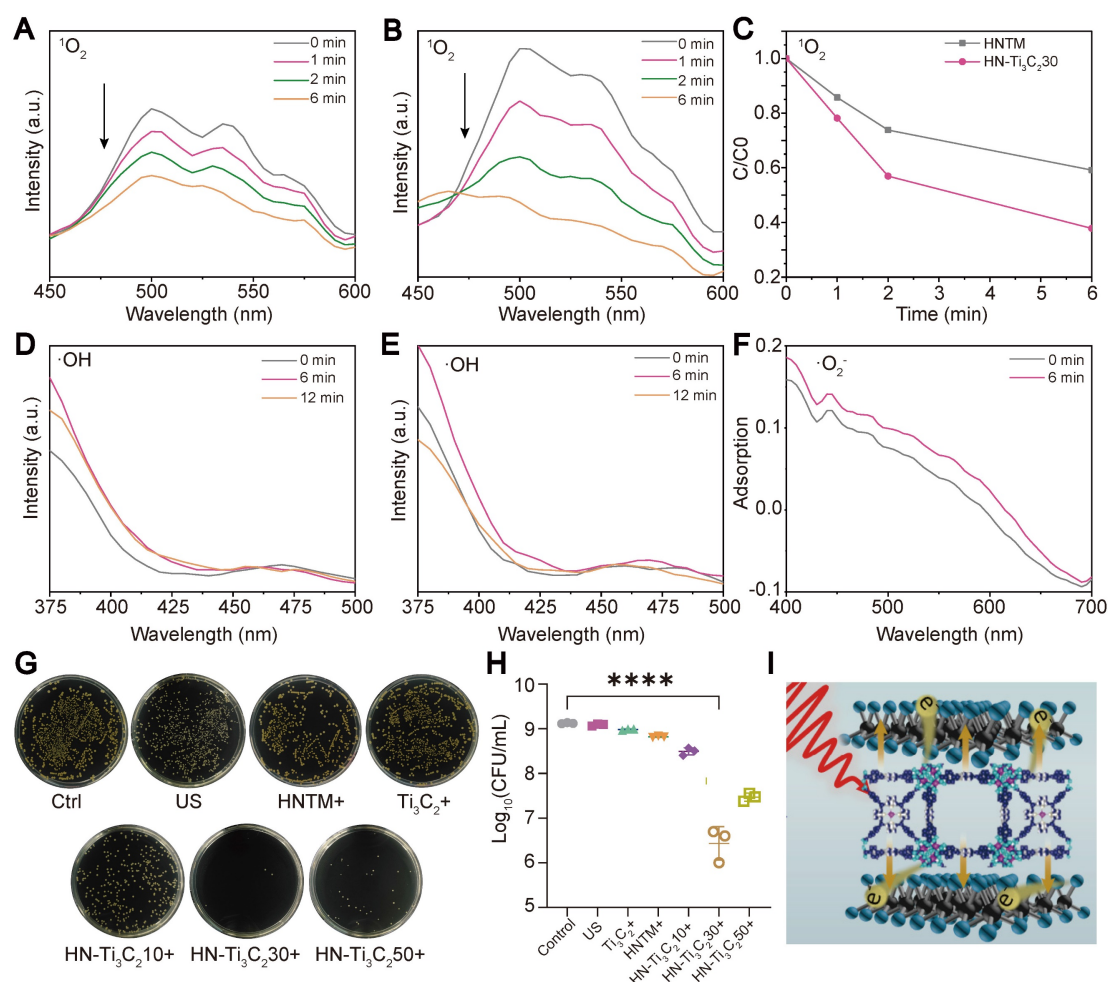 A
¹O₂
0 min
1 min
2 min
6 min
Intensity (a.u.)
450 500 550 600
Wavelength (nm)
B
¹O₂
0 min
1 min
2 min
6 min
Intensity (a.u.)
450 500 550 600
Wavelength (nm)
C
¹O₂
HNTM
HN-Ti₃C₂30
C/C0
1.0
0.8
0.6
0.4
0.2
0 1 2 3 4 5 6
Time (min)
D
·OH
0 min
6 min
12 min
Intensity (a.u.)
375 400 425 450 475 500
Wavelength (nm)
E
·OH
0 min
6 min
12 min
Intensity (a.u.)
375 400 425 450 475 500
Wavelength (nm)
F
·O₂⁻
0 min
6 min
Adsorption
0.2
0.1
0.0
-0.1
400 500 600 700
Wavelength (nm)
G
Ctrl US HNTM+ Ti₃C₂+
HN-Ti₃C₂10+ HN-Ti₃C₂30+ HN-Ti₃C₂50+
H
****
Log₁₀(CFU/mL)
10
9
8
7
6
5
Control
US
Ti₃C₂+
HNTM+
HN-Ti₃C₂10+
HN-Ti₃C₂30+
HN-Ti₃C₂50+
I
e e
e e